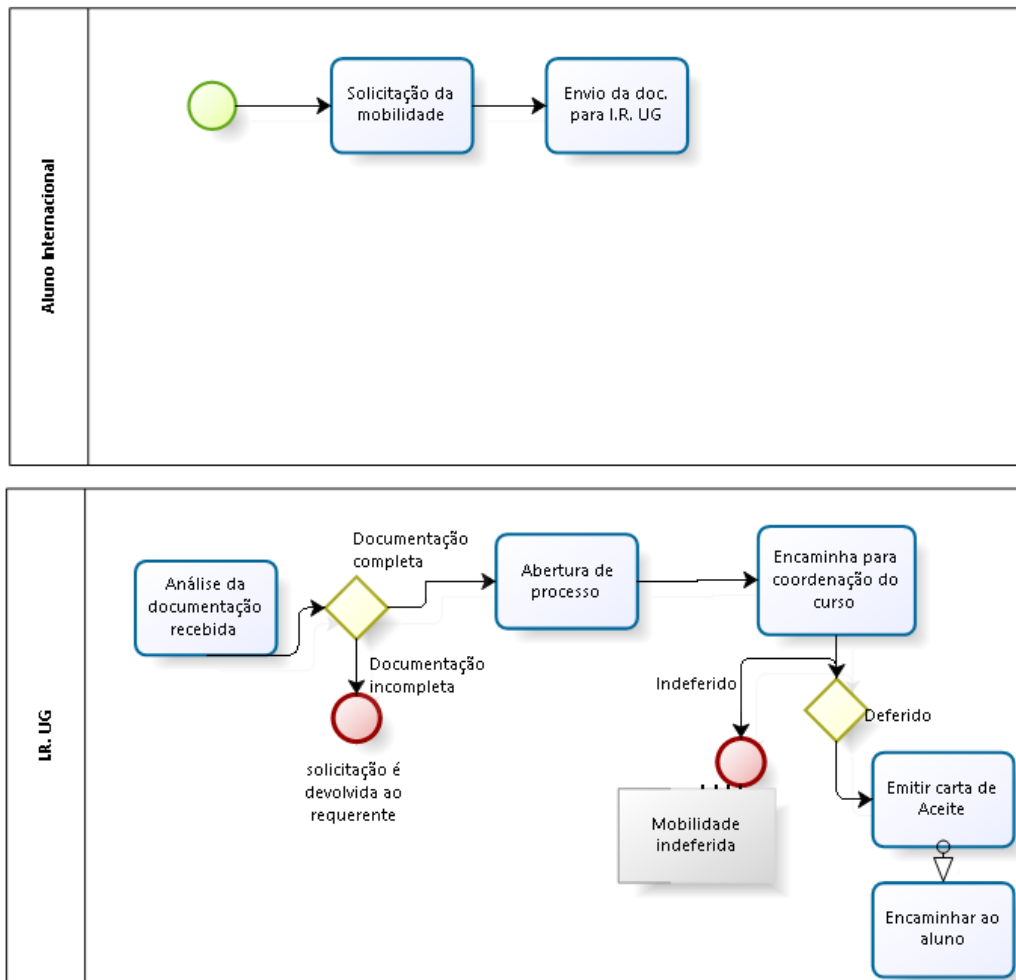 Aluno Internacional
Solicitação da
mobilidade
Envio da doc.
para I.R. UG
I.R. UG
Análise da
documentação
recebida
Documentação
completa
Documentação
incompleta
solicitação é
devolvida ao
requerente
Abertura de
processo
Encaminha para
coordenação do
curso
Indeferido
Deferido
Mobilidade
indeferida
Emitir carta de
Aceite
Encaminhar ao
aluno